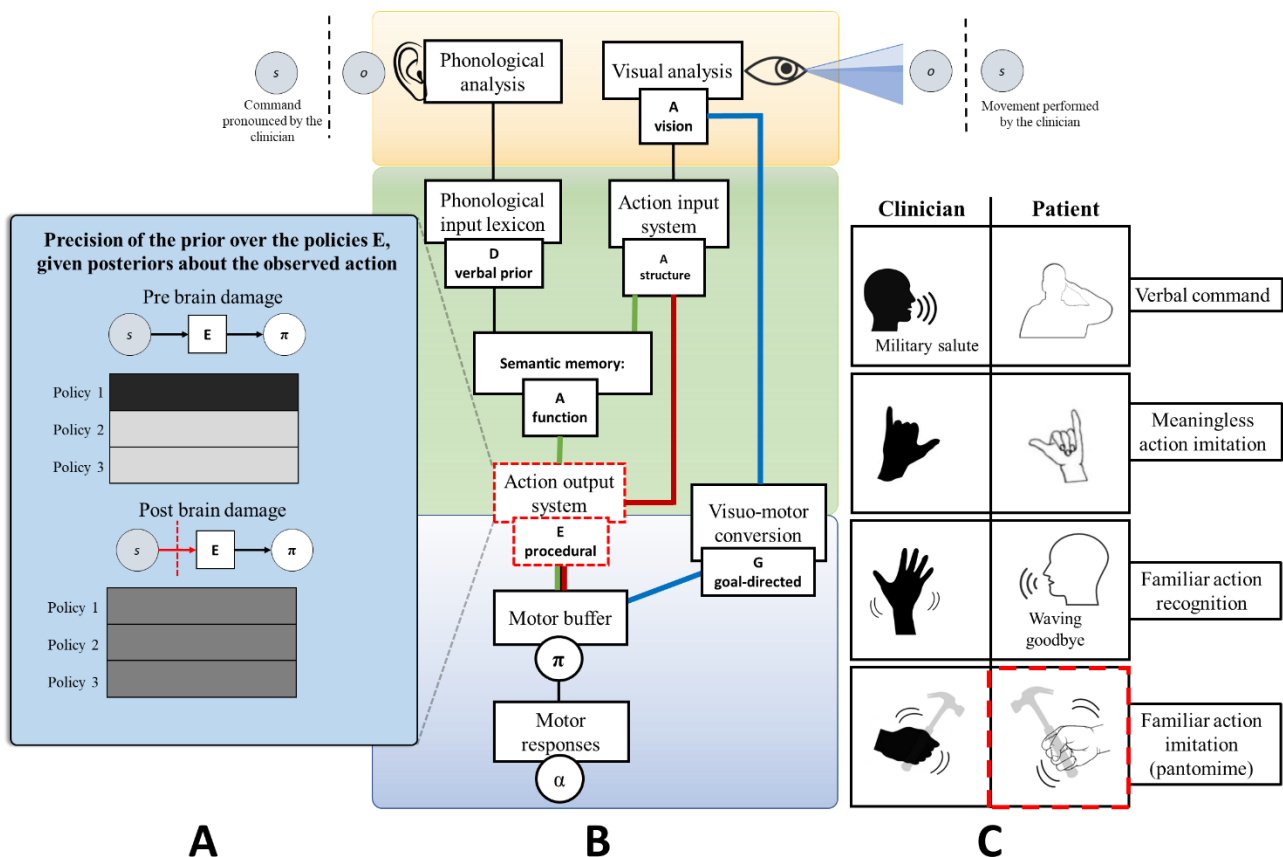 s
o
Command
pronounced by the
clinician
Phonological
analysis
Visual analysis
A
vision
o
s
Movement performed
by the clinician
Precision of the prior over the policies E,
given posteriors about the observed action
Pre brain damage
s
E
π
Policy 1
Policy 2
Policy 3
Post brain damage
s
E
π
Policy 1
Policy 2
Policy 3
Phonological
input lexicon
D
verbal prior
Action input
system
A
structure
Semantic memory:
A
function
Action output
system
E
procedural
Visuo-motor
conversion
G
goal-directed
Motor buffer
π
Motor
responses
α
Clinician
Patient
Military salute
Verbal command
Meaningless
action imitation
Waving
goodbye
Familiar action
recognition
Familiar action
imitation
(pantomime)
A
B
C